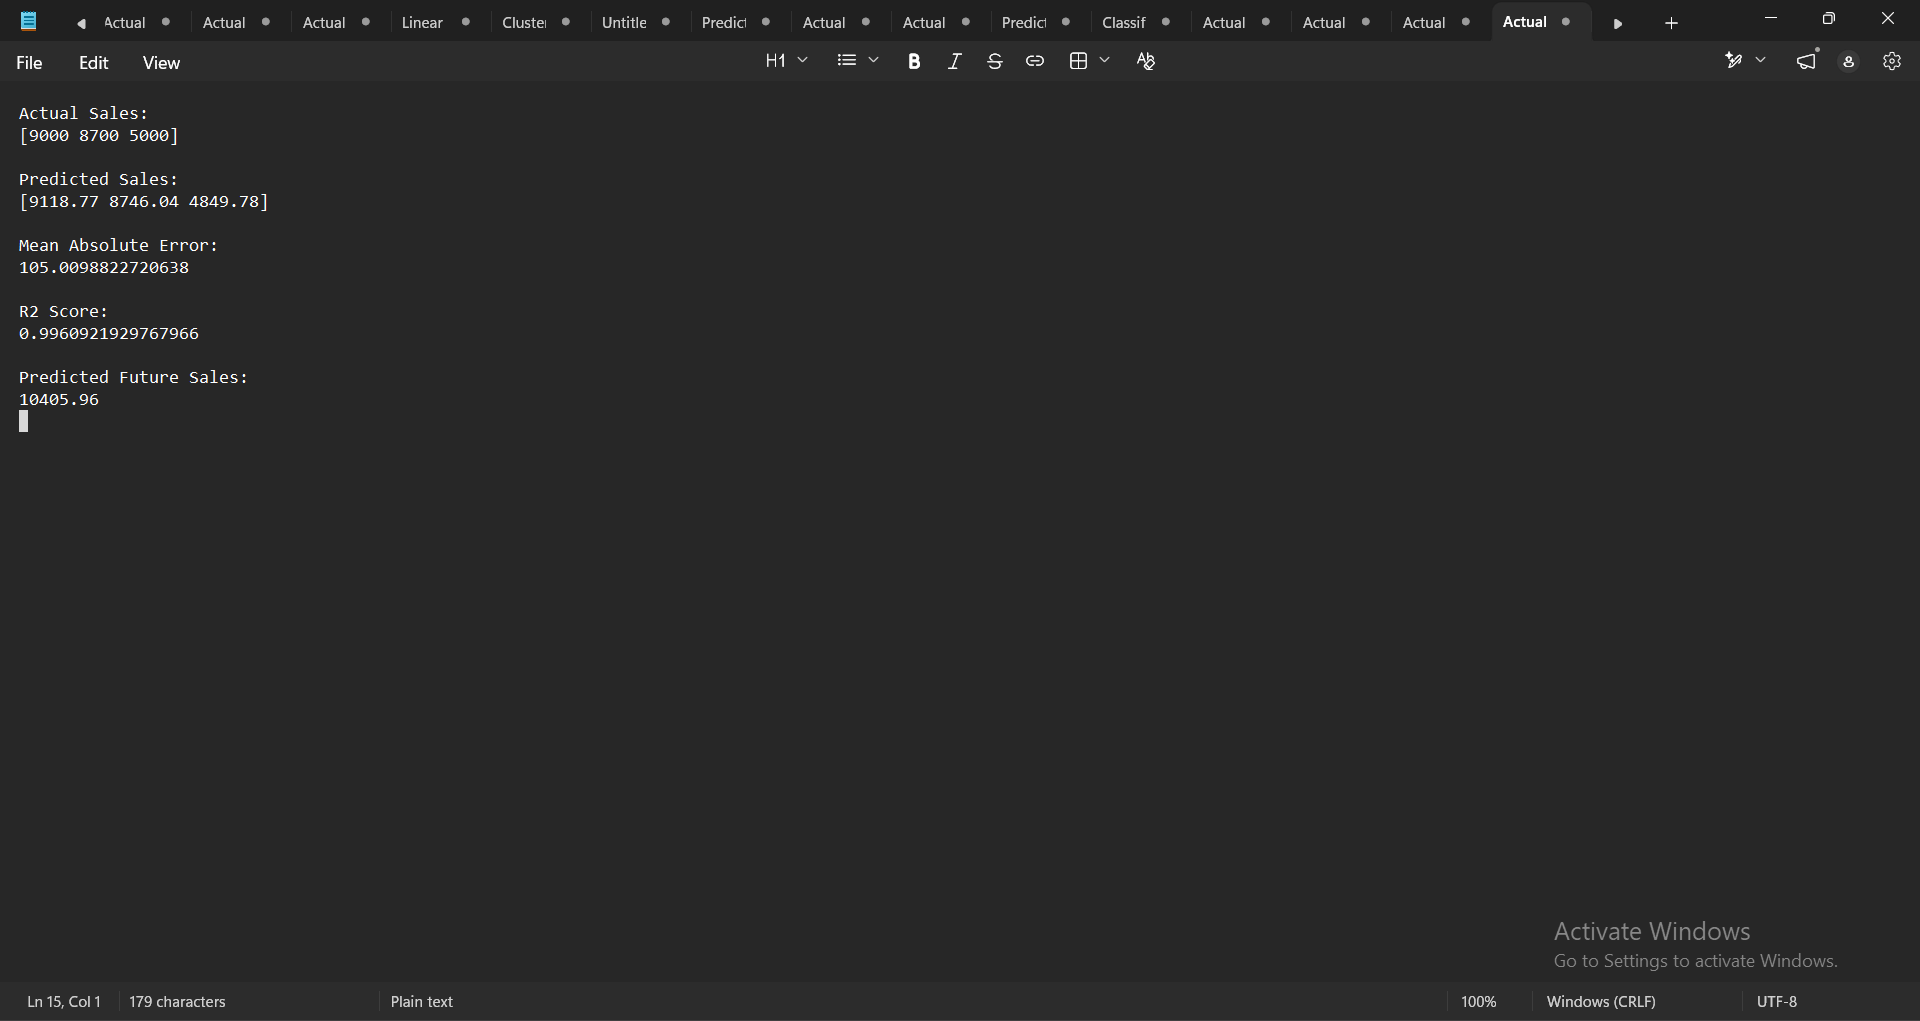 Actual
Actual
Actual
Linear
Cluste
Untitle
Predic
Actual
Actual
Predict
Classif
Actual
Actual
Actual
Actual
File Edit View
H1
Actual Sales:
[9000 8700 5000]
Predicted Sales:
[9118.77 8746.04 4849.78]
Mean Absolute Error:
105.0098822720638
R2 Score:
0.9960921929767966
Predicted Future Sales:
10405.96
Activate Windows
Go to Settings to activate Windows.
Ln 15, Col 1 179 characters Plain text 100% Windows (CRLF) UTF-8